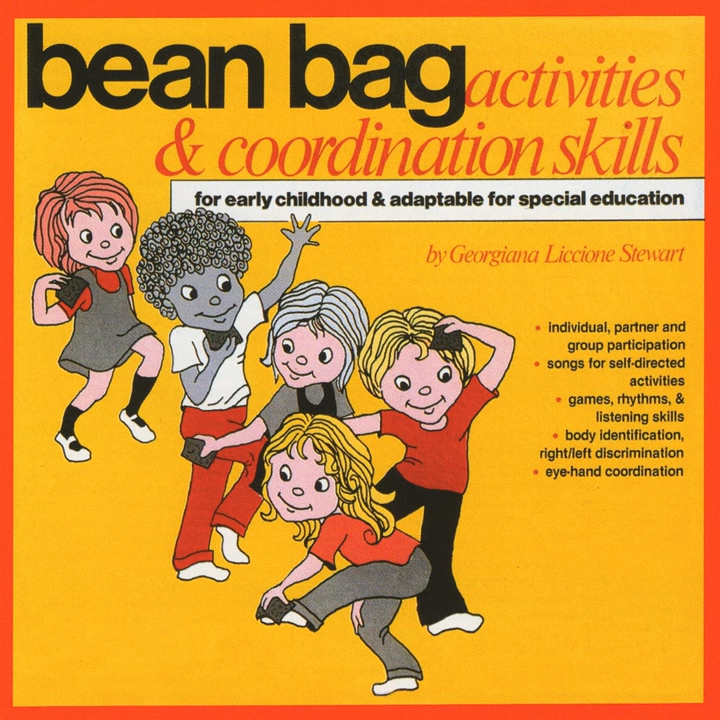 bean bag activities
& coordination skills
for early childhood & adaptable for special education
by Georgiana Liccione Stewart
• individual, partner and
group participation
• songs for self-directed
activities
• games, rhythms, &
listening skills
• body identification,
right/left discrimination
• eye-hand coordination